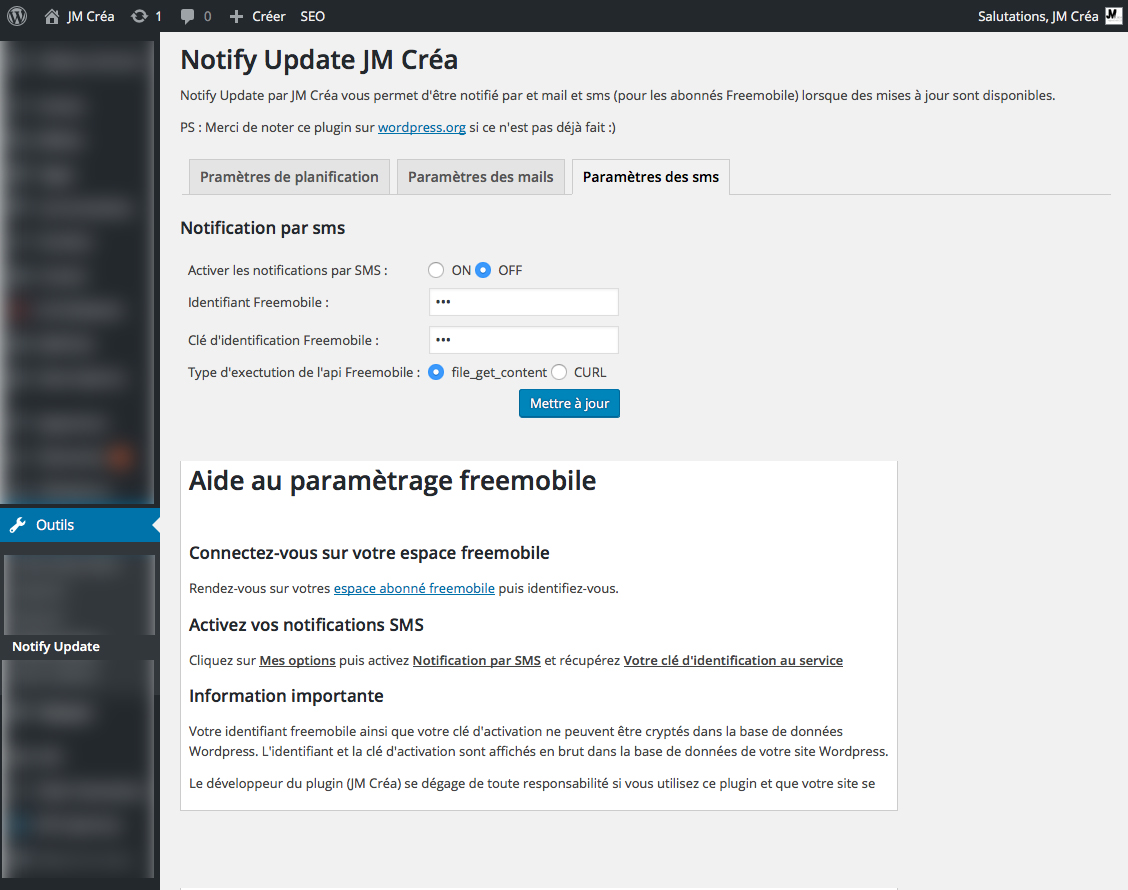 JM Créa 1 0 Créer SEO Salutations, JM Créa
Notify Update JM Créa
Notify Update par JM Créa vous permet d'être notifié par et mail et sms (pour les abonnés Freemobile) lorsque des mises à jour sont disponibles.
PS : Merci de noter ce plugin sur wordpress.org si ce n'est pas déjà fait :)
Pramètres de planification Paramètres des mails Paramètres des sms
Notification par sms
Activer les notifications par SMS : ON OFF
Identifiant Freemobile : •••
Clé d'identification Freemobile : •••
Type d'exectution de l'api Freemobile : file_get_content CURL
Mettre à jour
Aide au paramètrage freemobile
Connectez-vous sur votre espace freemobile
Rendez-vous sur votres espace abonné freemobile puis identifiez-vous.
Activez vos notifications SMS
Cliquez sur Mes options puis activez Notification par SMS et récupérez Votre clé d'identification au service
Information importante
Votre identifiant freemobile ainsi que votre clé d'activation ne peuvent être cryptés dans la base de données
Wordpress. L'identifiant et la clé d'activation sont affichés en brut dans la base de données de votre site Wordpress.
Le développeur du plugin (JM Créa) se dégage de toute responsabilité si vous utilisez ce plugin et que votre site se
Outils
Notify Update